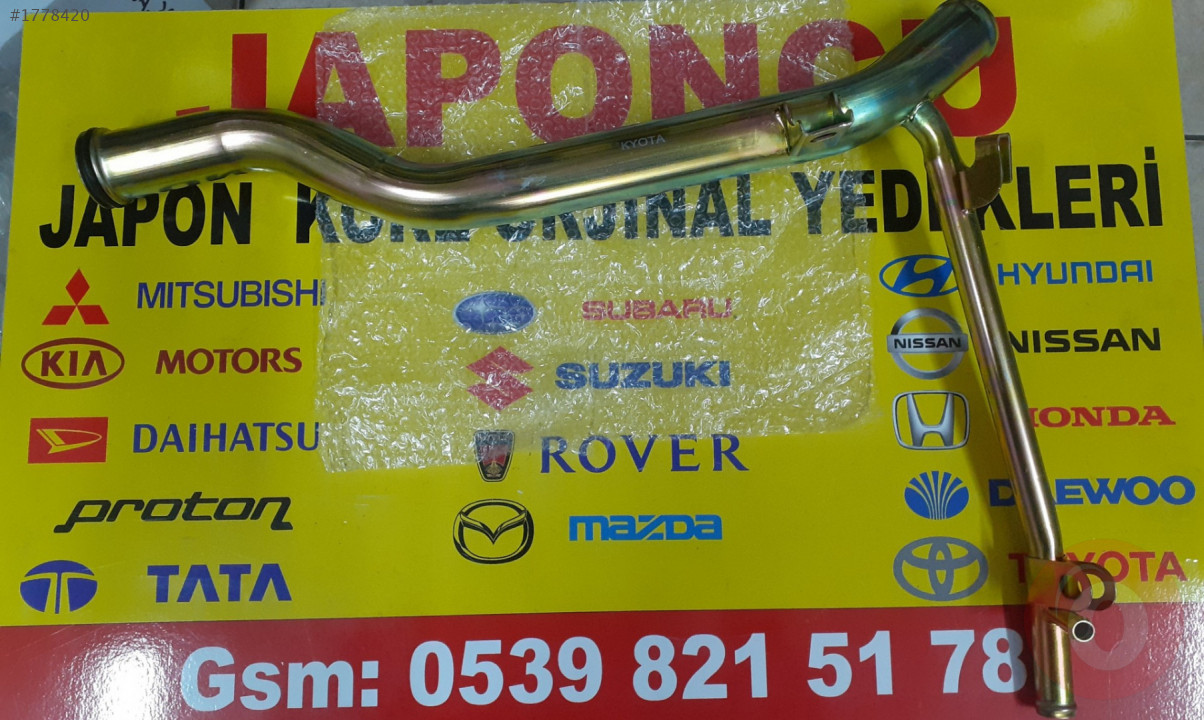 #1778420
JAPONCU
KYOTA
JAPON KORE ORJİNAL YEDEKLERİ
MITSUBISHI
SUBARU
HYUNDAI
KIA MOTORS
SUZUKI
NISSAN NISSAN
DAIHATSU
ROVER
HONDA
proton
mazda
DAEWOO
TATA
TOYOTA
Gsm: 0539 821 51 78